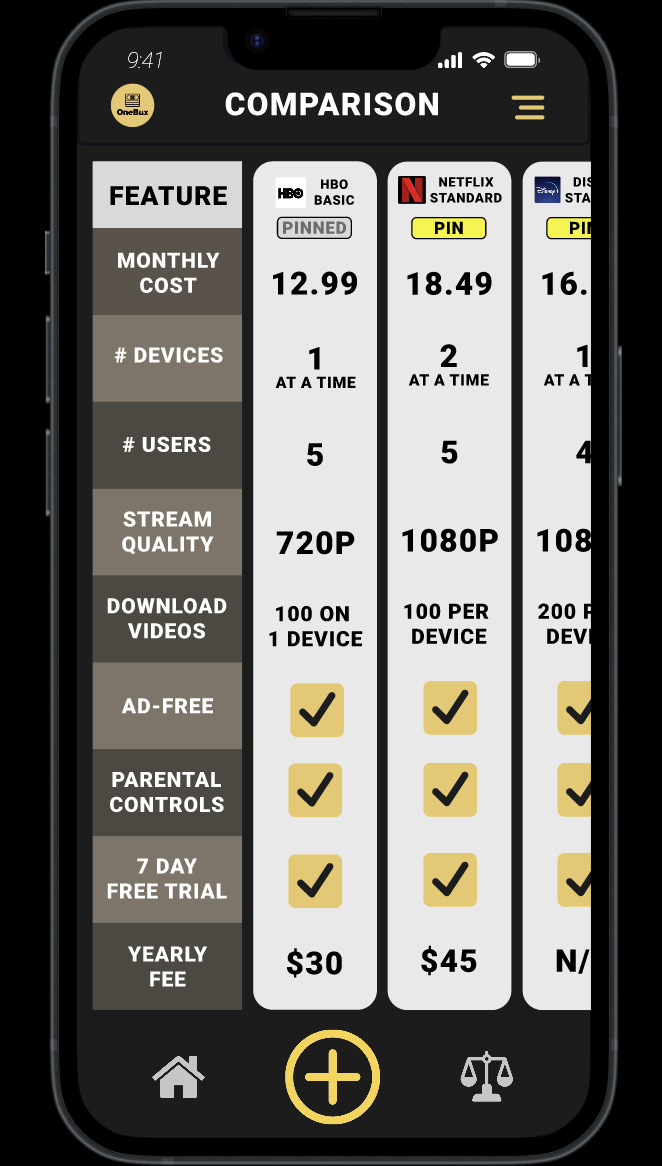 9:41
OneBux
COMPARISON
FEATURE
HBO
HBO
BASIC
PINNED
N
NETFLIX
STANDARD
PIN
Disney+
DIS
STA
PI
MONTHLY
COST
12.99
18.49
16.
# DEVICES
1
AT A TIME
2
AT A TIME
1
AT A T
# USERS
5
5
4
STREAM
QUALITY
720P
1080P
108
DOWNLOAD
VIDEOS
100 ON
1 DEVICE
100 PER
DEVICE
200 P
DEVI
AD-FREE
PARENTAL
CONTROLS
7 DAY
FREE TRIAL
YEARLY
FEE
$30
$45
N/